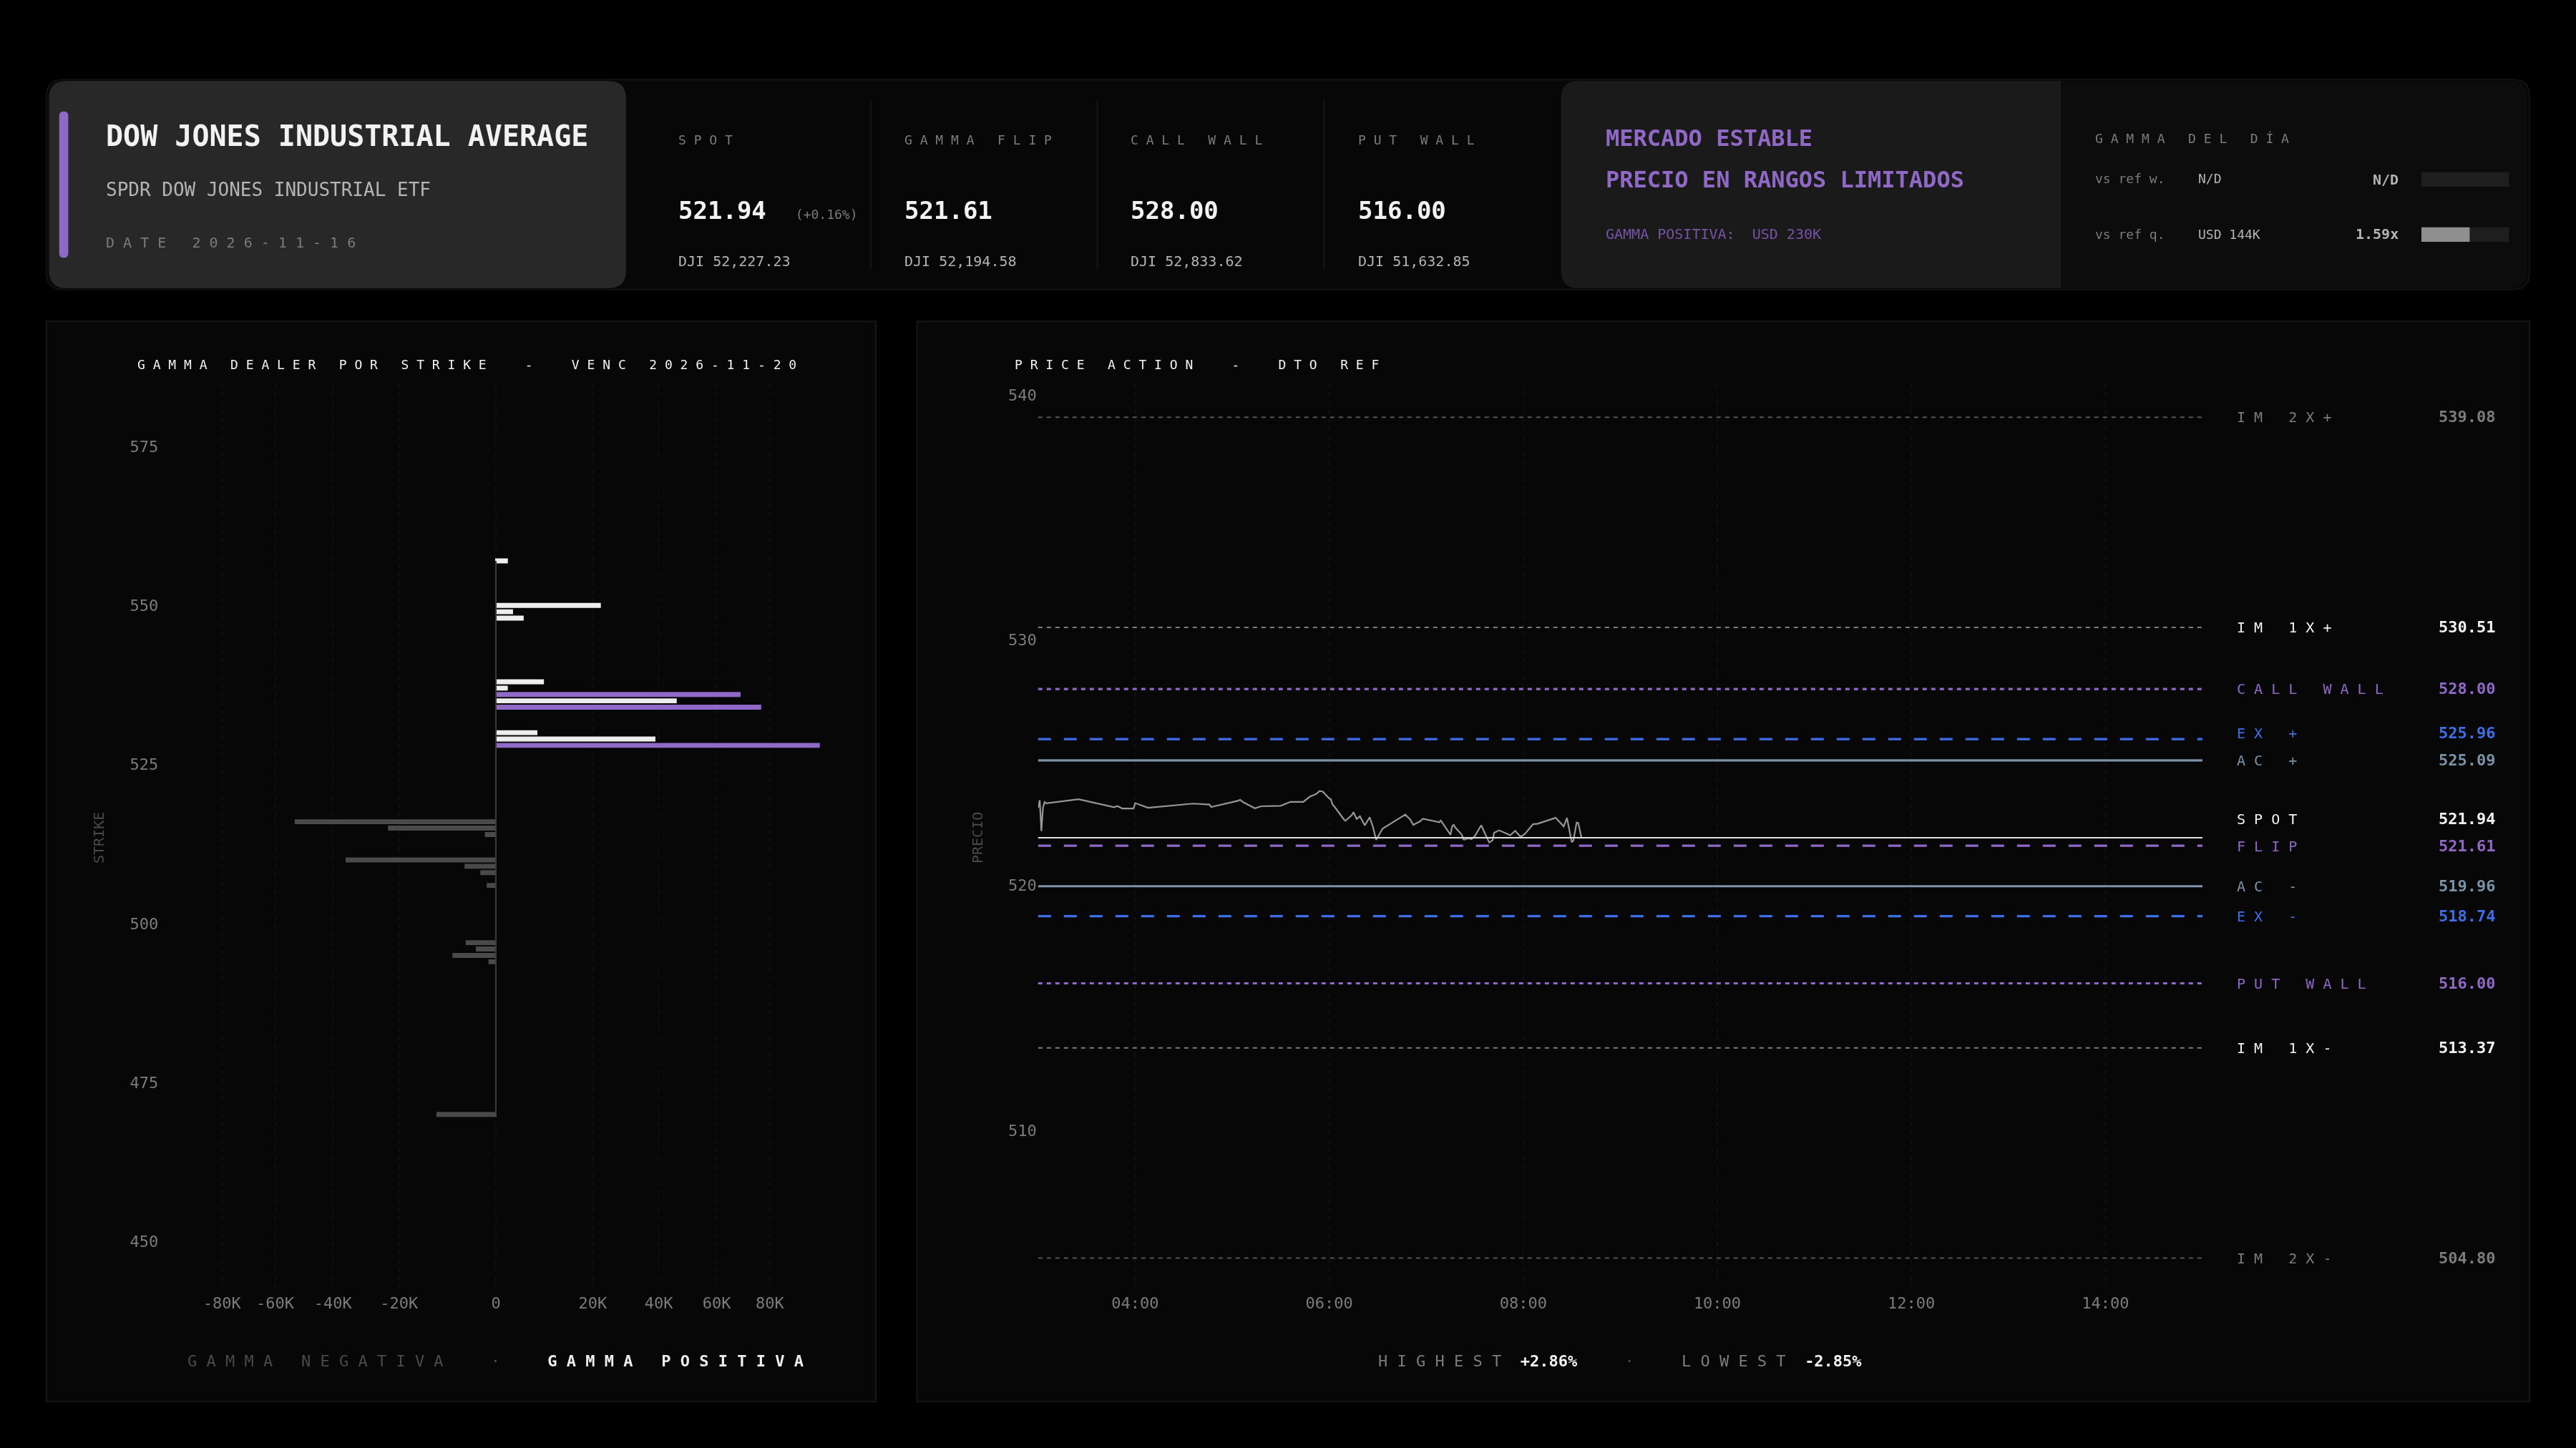 DOW JONES INDUSTRIAL AVERAGE
SPDR DOW JONES INDUSTRIAL ETF
DATE 2026-11-16
SPOT
521.94 (+0.16%)
DJI 52,227.23
GAMMA FLIP
521.61
DJI 52,194.58
CALL WALL
528.00
DJI 52,833.62
PUT WALL
516.00
DJI 51,632.85
MERCADO ESTABLE
PRECIO EN RANGOS LIMITADOS
GAMMA POSITIVA: USD 230K
GAMMA DEL DÍA
vs ref w. N/D N/D
vs ref q. USD 144K 1.59x
GAMMA DEALER POR STRIKE - VENC 2026-11-20
575
550
525
500
475
450
STRIKE
-80K -60K -40K -20K 0 20K 40K 60K 80K
GAMMA NEGATIVA · GAMMA POSITIVA
PRICE ACTION - DTO REF
540
530
520
510
PRECIO
IM 2X+ 539.08
IM 1X+ 530.51
CALL WALL 528.00
EX + 525.96
AC + 525.09
SPOT 521.94
FLIP 521.61
AC - 519.96
EX - 518.74
PUT WALL 516.00
IM 1X- 513.37
IM 2X- 504.80
04:00 06:00 08:00 10:00 12:00 14:00
HIGHEST +2.86% · LOWEST -2.85%